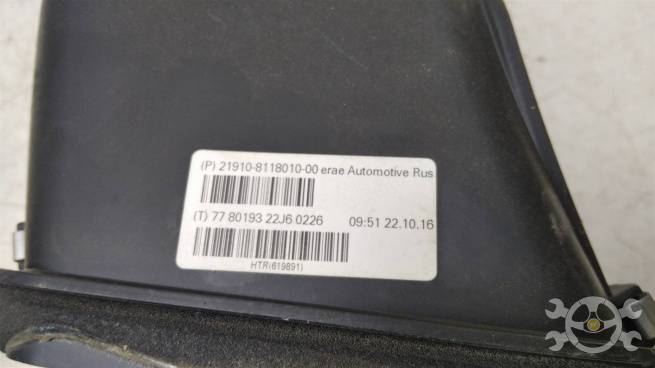 (P) 21910-8118010-00 erae Automotive Rus
(T) 77 80193 22J6 0226 09:51 22.10.16
HTR(619891)